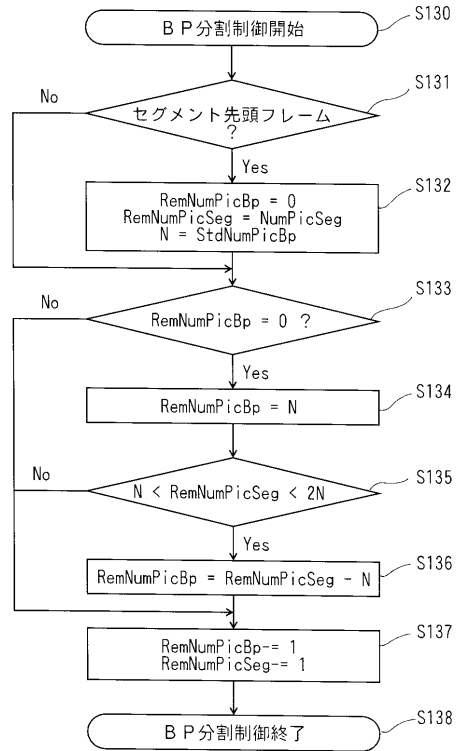 BP分割制御開始
S130
セグメント先頭フレーム
?
S131
No
Yes
RemNumPicBp = 0
RemNumPicSeg = NumPicSeg
N = StdNumPicBp
S132
RemNumPicBp = 0 ?
S133
No
Yes
RemNumPicBp = N
S134
N < RemNumPicSeg < 2N
S135
No
Yes
RemNumPicBp = RemNumPicSeg - N
S136
RemNumPicBp-= 1
RemNumPicSeg-= 1
S137
BP分割制御終了
S138